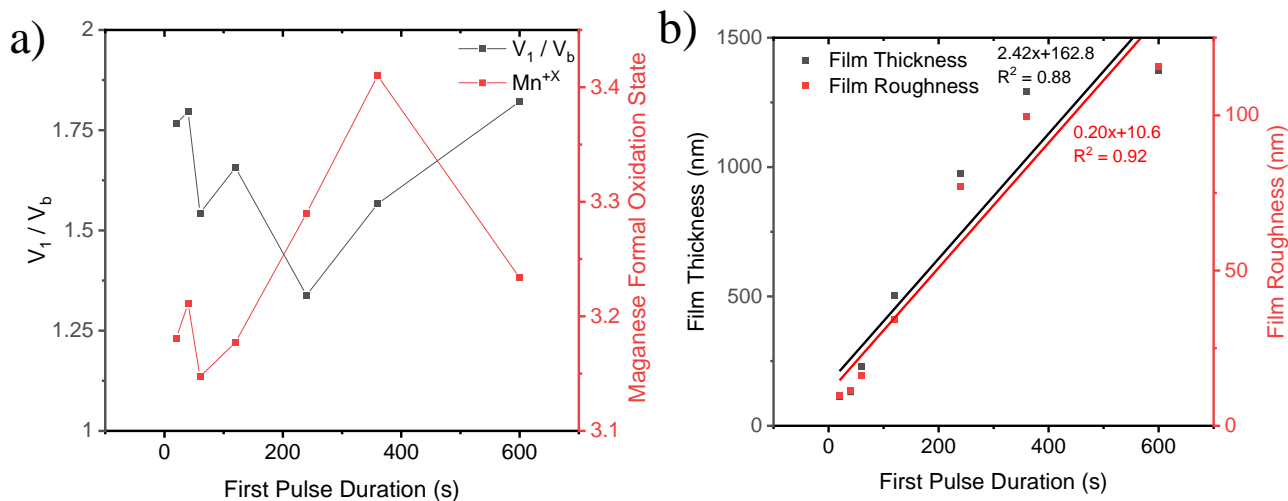 a)
2
1.75
1.5
1.25
1
V₁ / V_b
V₁ / V_b
Mn⁺ˣ
3.4
3.3
3.2
3.1
Maganese Formal Oxidation State
0
200
400
600
First Pulse Duration (s)
b)
1500
1000
500
0
Film Thickness (nm)
Film Thickness
Film Roughness
2.42x+162.8
R² = 0.88
0.20x+10.6
R² = 0.92
100
50
0
Film Roughness (nm)
0
200
400
600
First Pulse Duration (s)